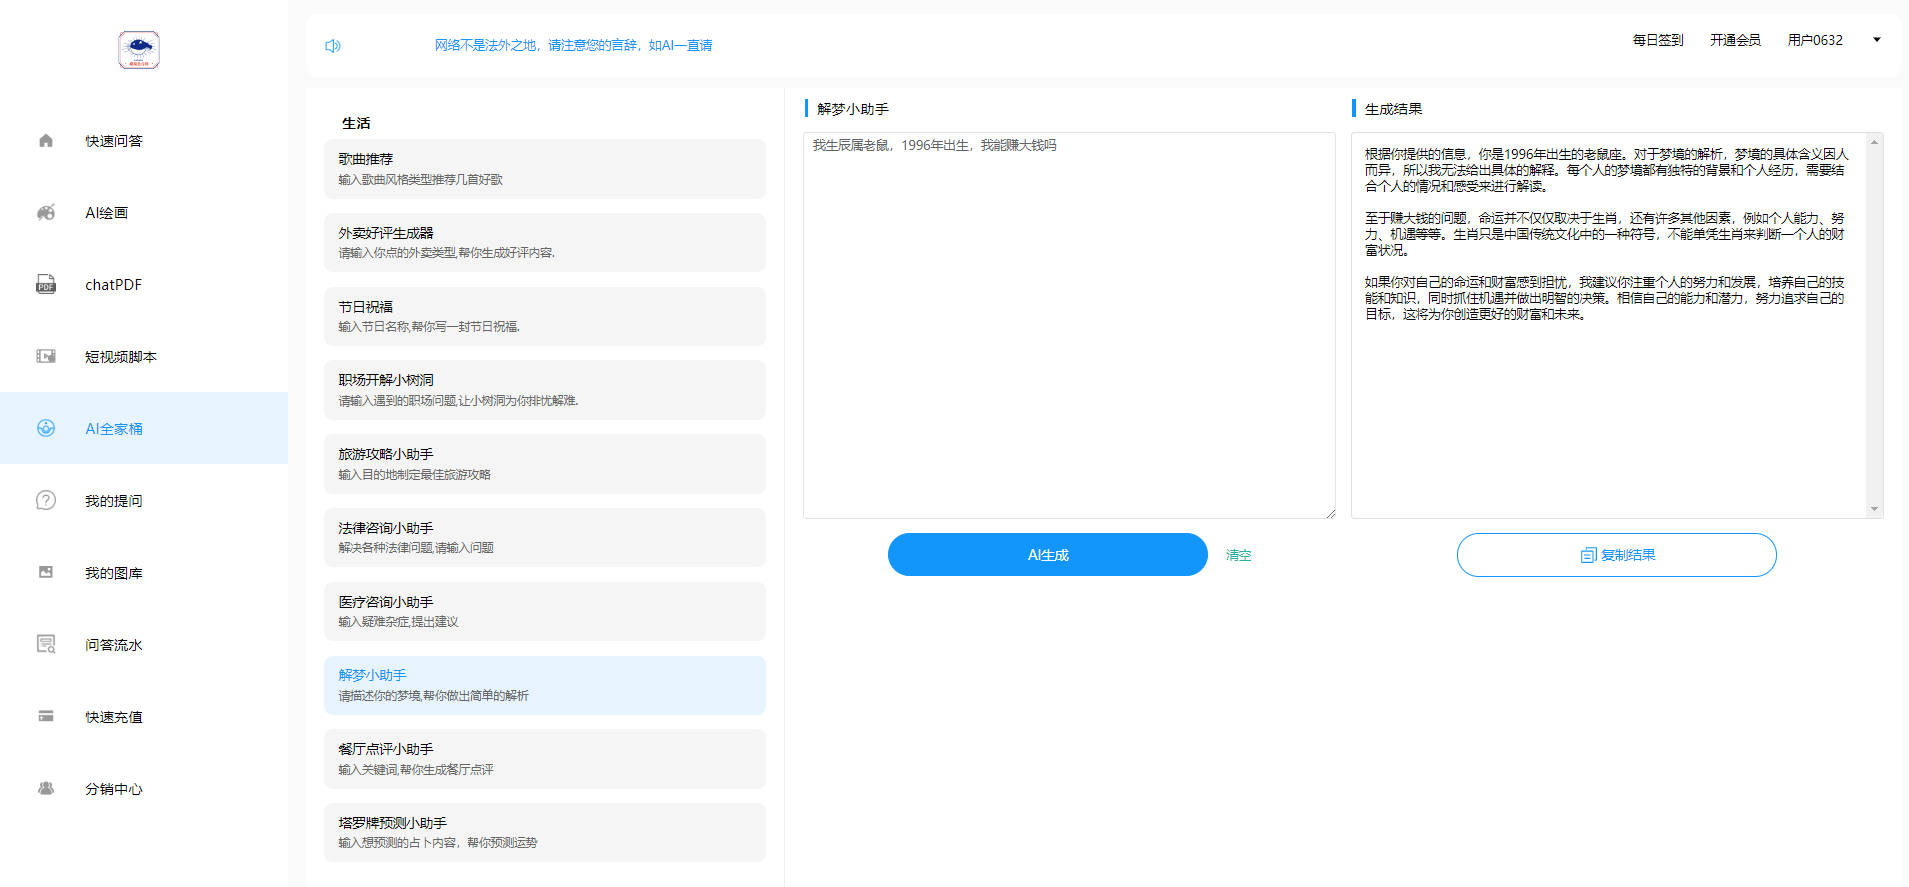 网络不是法外之地，请注意您的言辞，如AI一直请
每日签到
开通会员
用户0632
快速问答
AI绘画
chatPDF
短视频脚本
AI全家桶
我的提问
我的图库
问答流水
快速充值
分销中心
生活
歌曲推荐
输入歌曲风格类型推荐几首好歌
外卖好评生成器
请输入你点的外卖类型,帮你生成好评内容.
节日祝福
输入节日名称,帮你写一封节日祝福.
职场开解小树洞
请输入遇到的职场问题,让小树洞为你排忧解难.
旅游攻略小助手
输入目的地制定最佳旅游攻略
法律咨询小助手
解决各种法律问题,请输入问题
医疗咨询小助手
输入疑难杂症,提出建议
解梦小助手
请描述你的梦境,帮你做出简单的解析
餐厅点评小助手
输入关键词,帮你生成餐厅点评
塔罗牌预测小助手
输入想预测的占卜内容，帮你预测运势
解梦小助手
我生辰属老鼠，1996年出生，我能赚大钱吗
AI生成
清空
生成结果
根据你提供的信息，你是1996年出生的老鼠座。对于梦境的解析，梦境的具体含义因人
而异，所以我无法给出具体的解释。每个人的梦境都有独特的背景和个人经历，需要结
合个人的情况和感受来进行解读。
至于赚大钱的问题，命运并不仅仅取决于生肖，还有许多其他因素，例如个人能力、努
力、机遇等等。生肖只是中国传统文化中的一种符号，不能单凭生肖来判断一个人的财
富状况。
如果你对自己的命运和财富感到担忧，我建议你注重个人的努力和发展，培养自己的技
能和知识，同时抓住机遇并做出明智的决策。相信自己的能力和潜力，努力追求自己的
目标，这将为你创造更好的财富和未来。
复制结果